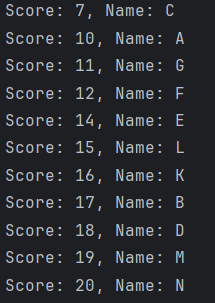 Score: 7, Name: C
Score: 10, Name: A
Score: 11, Name: G
Score: 12, Name: F
Score: 14, Name: E
Score: 15, Name: L
Score: 16, Name: K
Score: 17, Name: B
Score: 18, Name: D
Score: 19, Name: M
Score: 20, Name: N